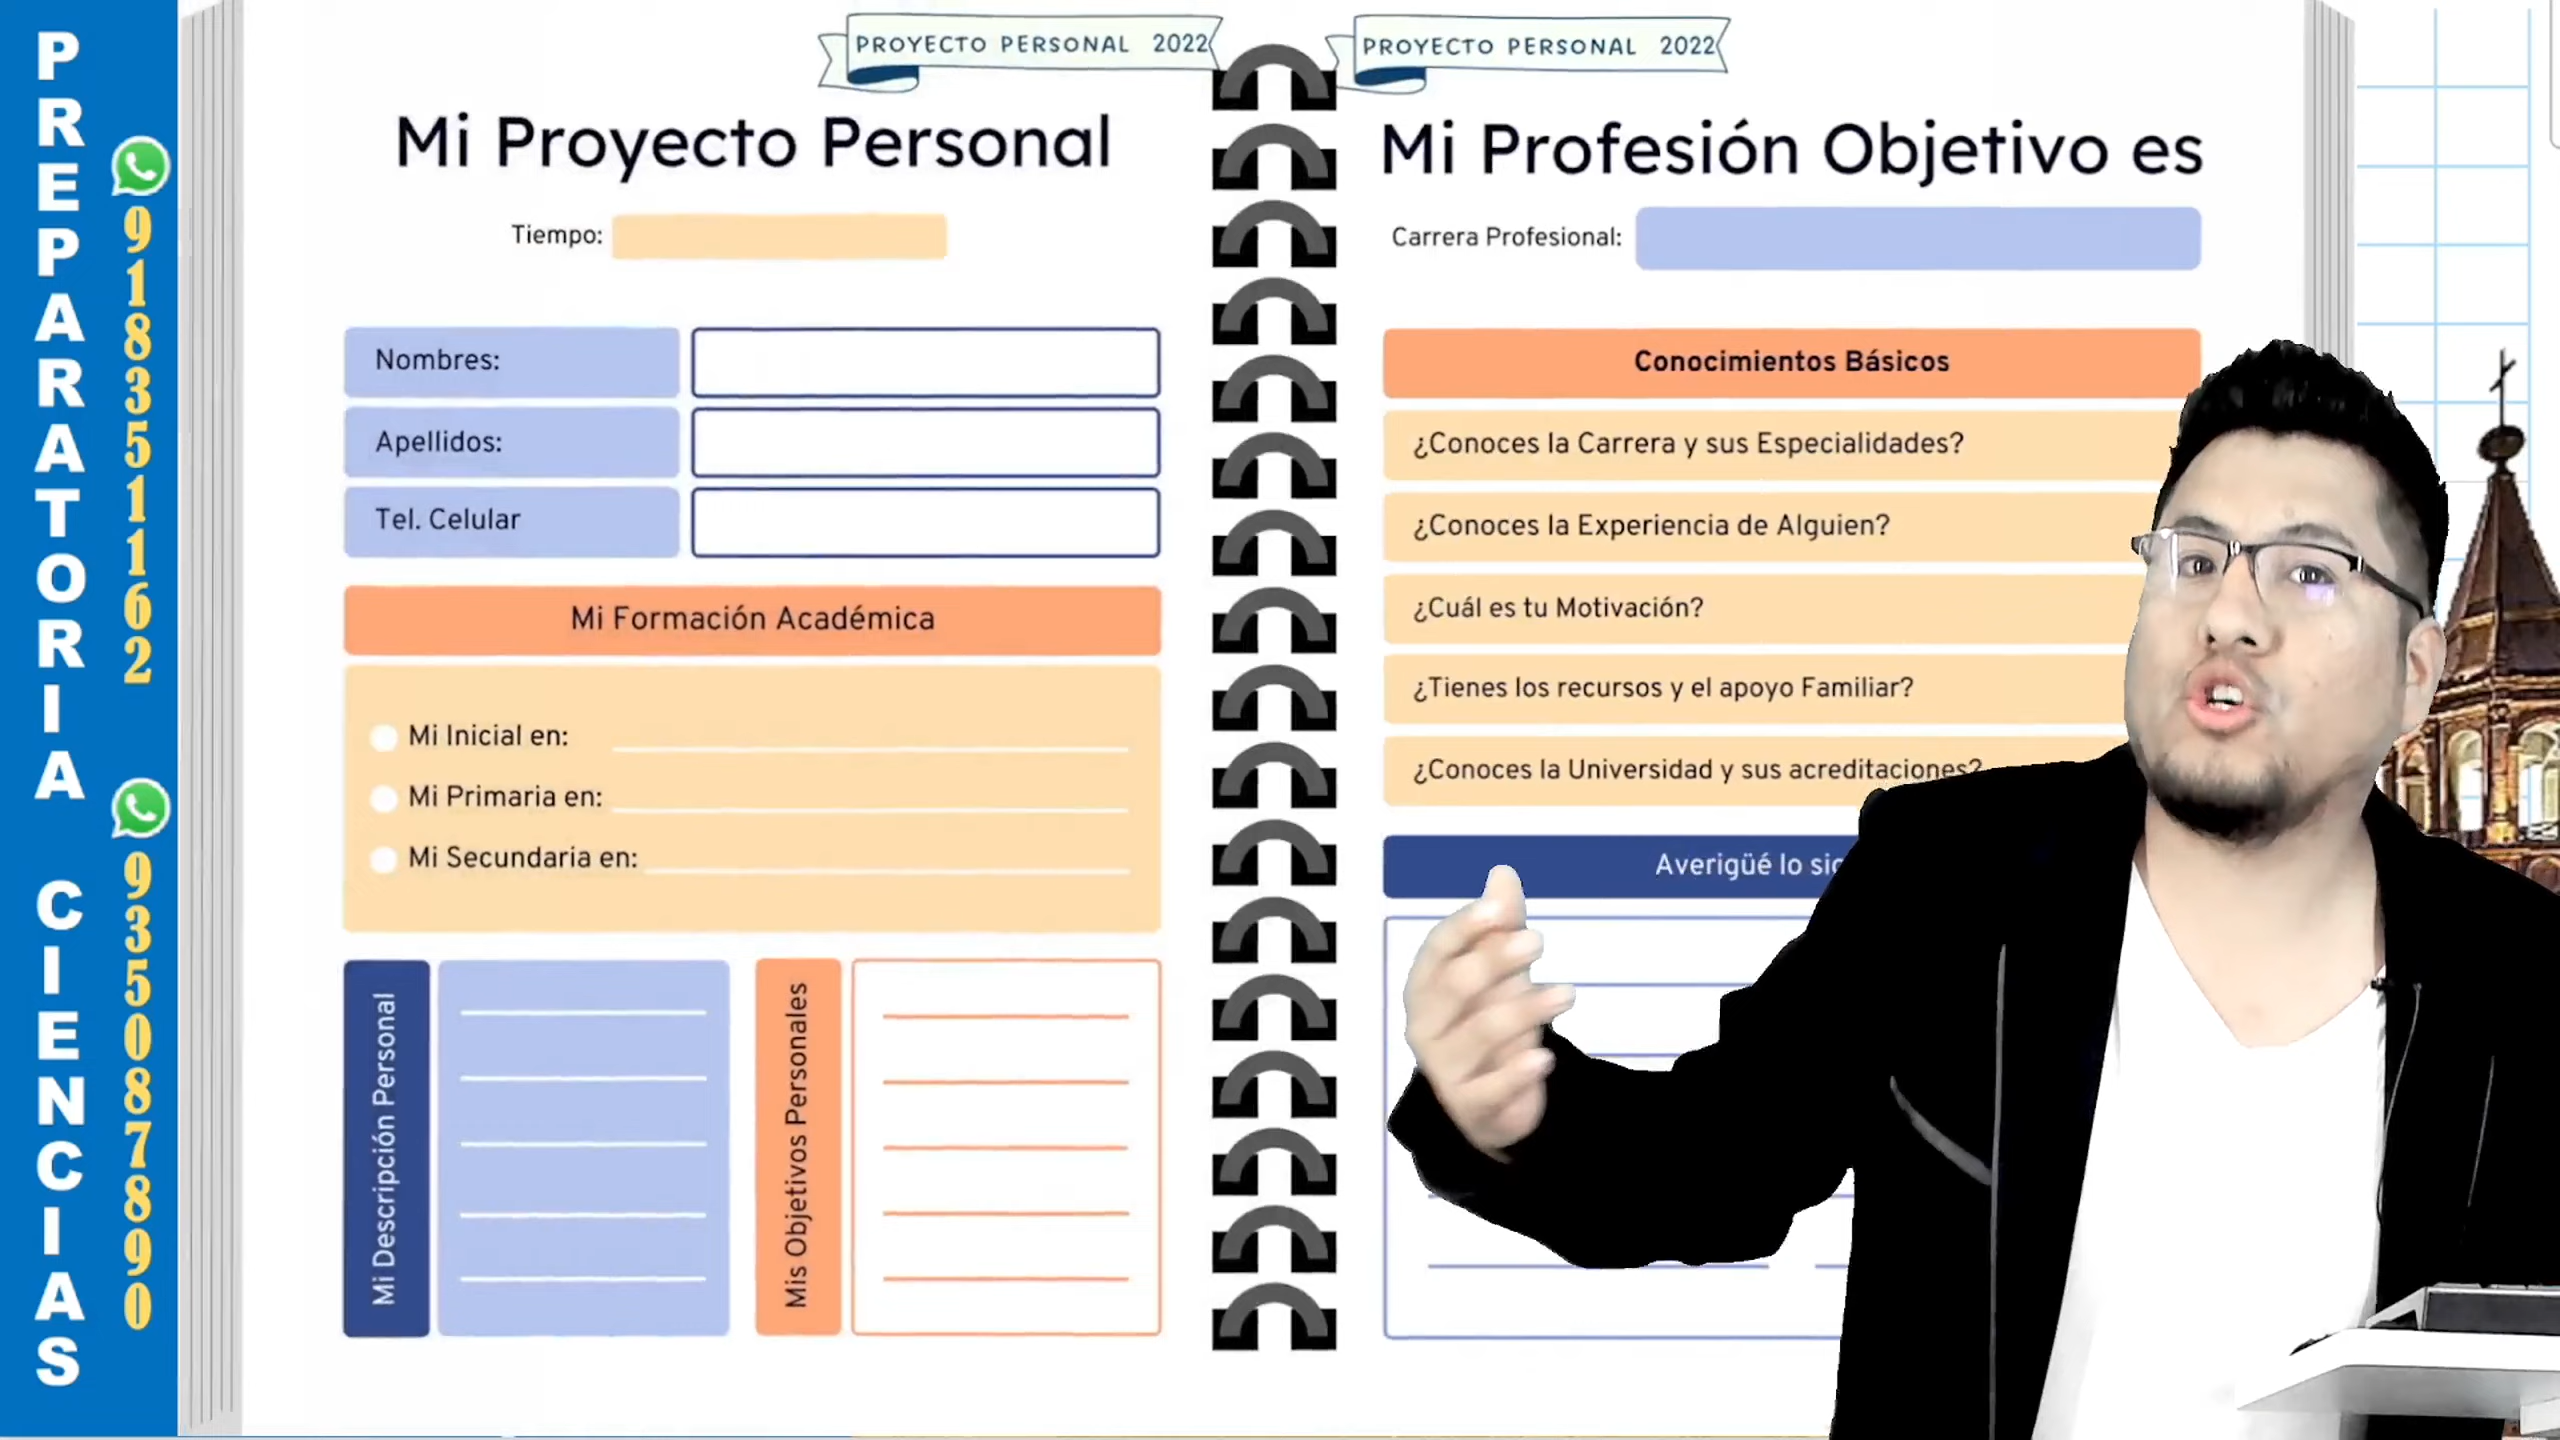 PREPARATORIA CIENCIAS
918351162
935087890
PROYECTO PERSONAL 2022
Mi Proyecto Personal
Tiempo:
Nombres:
Apellidos:
Tel. Celular
Mi Formación Académica
Mi Inicial en:
Mi Primaria en:
Mi Secundaria en:
Mi Descripción Personal
Mis Objetivos Personales
PROYECTO PERSONAL 2022
Mi Profesión Objetivo es
Carrera Profesional:
Conocimientos Básicos
¿Conoces la Carrera y sus Especialidades?
¿Conoces la Experiencia de Alguien?
¿Cuál es tu Motivación?
¿Tienes los recursos y el apoyo Familiar?
¿Conoces la Universidad y sus acreditaciones?
Averigüé lo